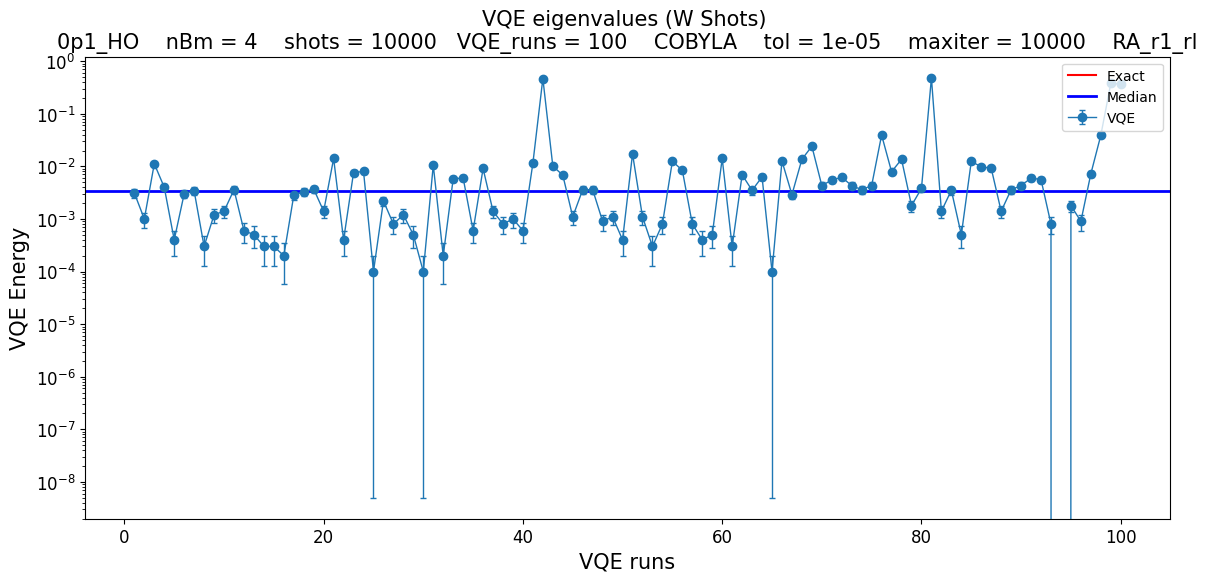 VQE eigenvalues (W Shots)
0p1_HO nBm = 4 shots = 10000 VQE_runs = 100 COBYLA tol = 1e-05 maxiter = 10000 RA_r1_rl
Exact
Median
VQE
VQE Energy
10⁰
10⁻¹
10⁻²
10⁻³
10⁻⁴
10⁻⁵
10⁻⁶
10⁻⁷
10⁻⁸
0 20 40 60 80 100
VQE runs